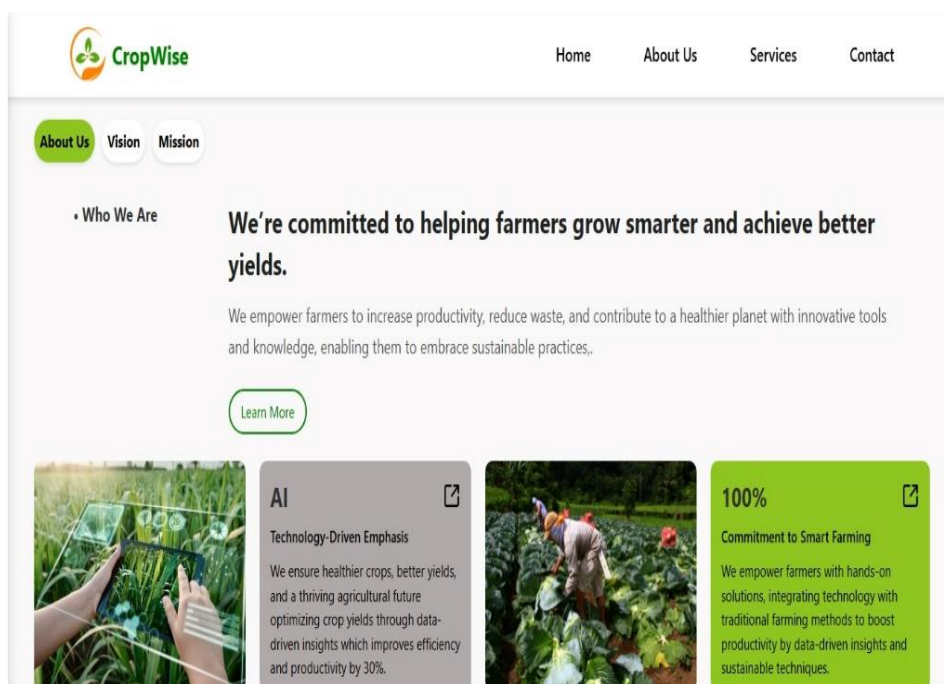 CropWise
Home About Us Services Contact
About Us Vision Mission
• Who We Are
We're committed to helping farmers grow smarter and achieve better
yields.
We empower farmers to increase productivity, reduce waste, and contribute to a healthier planet with innovative tools
and knowledge, enabling them to embrace sustainable practices,.
Learn More
AI
Technology-Driven Emphasis
We ensure healthier crops, better yields,
and a thriving agricultural future
optimizing crop yields through data-
driven insights which improves efficiency
and productivity by 30%.
100%
Commitment to Smart Farming
We empower farmers with hands-on
solutions, integrating technology with
traditional farming methods to boost
productivity by data-driven insights and
sustainable techniques.